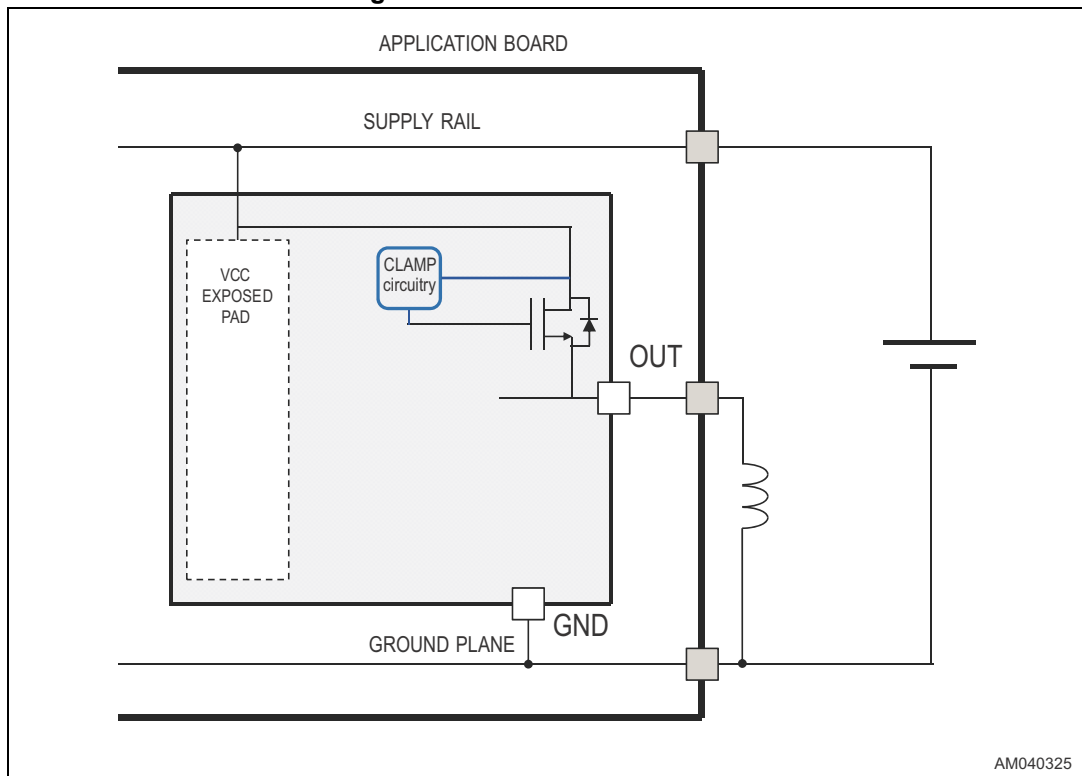 APPLICATION BOARD
SUPPLY RAIL
CLAMP
circuitry
VCC
EXPOSED
PAD
OUT
GND
GROUND PLANE
AM040325